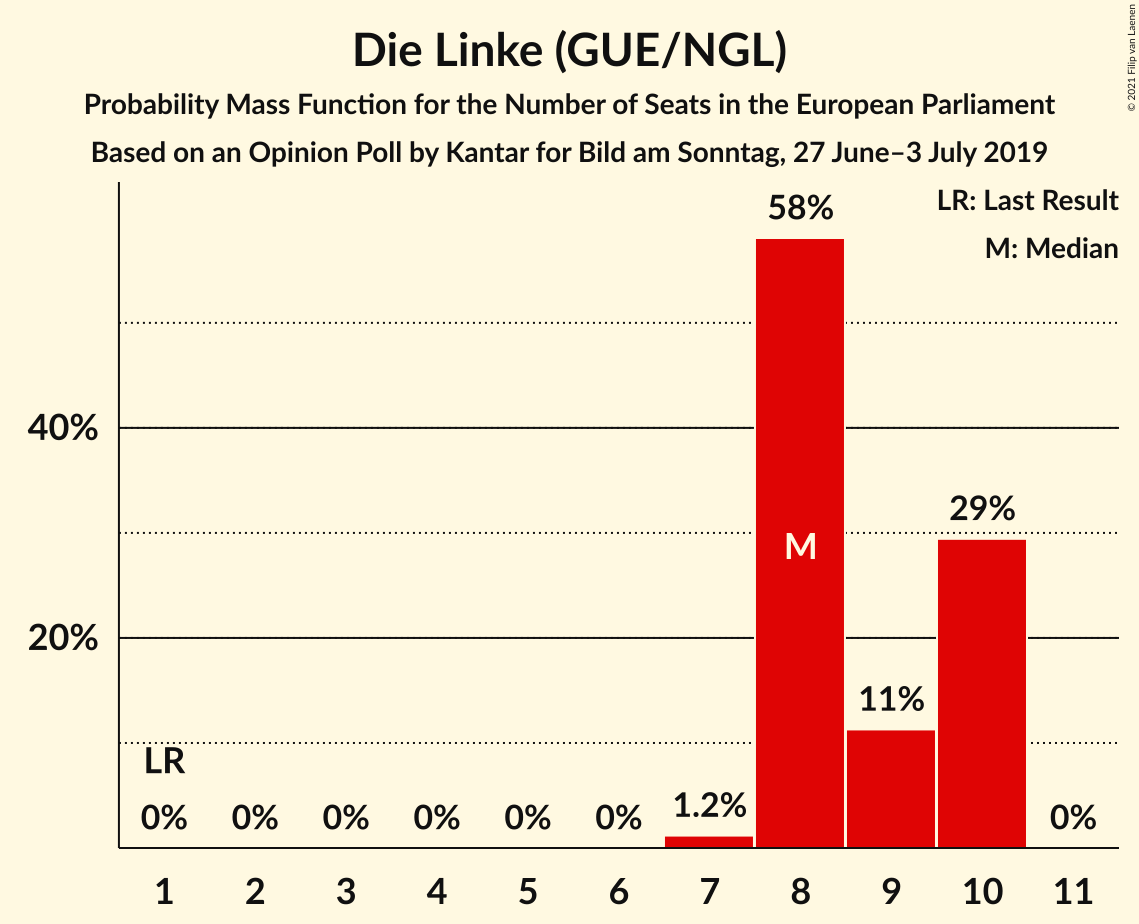 Die Linke (GUE/NGL)
Probability Mass Function for the Number of Seats in the European Parliament
Based on an Opinion Poll by Kantar for Bild am Sonntag, 27 June–3 July 2019
© 2021 Filip van Laenen
LR: Last Result
M: Median
58%
40%
29%
M
20%
11%
LR
1.2%
0% 0% 0% 0% 0% 0% 0%
1 2 3 4 5 6 7 8 9 10 11